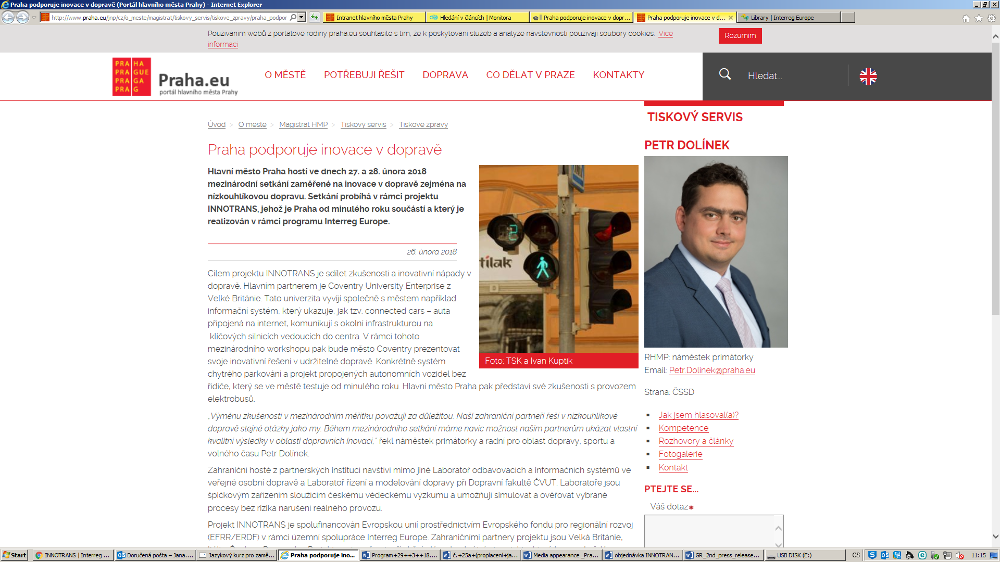 Praha podporuje inovace v dopravě (Portál hlavního města Prahy) - Internet Explorer
http://www.praha.eu/jnp/cz/o_meste/magistrat/tiskovy_servis/tiskove_zpravy/praha_podpor
Intranet hlavního města Prahy
Hledání v článcích | Monitora
Praha podporuje inovace v dopr...
Praha podporuje inovace v d...
Library | Interreg Europe
Používáním webů z portálové rodiny praha.eu souhlasíte s tím, že k poskytování služeb a analýze návštěvnosti používají soubory cookies. Více
informací
Rozumím
PRA HA
PRA GUE
PRA GA
PRA G
Praha.eu
portál hlavního města Prahy
O MĚSTĚ
POTŘEBUJI ŘEŠIT
DOPRAVA
CO DĚLAT V PRAZE
KONTAKTY
Hledat...
Úvod > O městě > Magistrát HMP > Tiskový servis > Tiskové zprávy
Praha podporuje inovace v dopravě
Hlavní město Praha hostí ve dnech 27. a 28. února 2018
mezinárodní setkání zaměřené na inovace v dopravě zejména na
nízkouhlíkovou dopravu. Setkání probíhá v rámci projektu
INNOTRANS, jehož je Praha od minulého roku součástí a který je
realizován v rámci programu Interreg Europe.
26. února 2018
2
tilak
Foto: TSK a Ivan Kuptík
Cílem projektu INNOTRANS je sdílet zkušenosti a inovativní nápady v
dopravě. Hlavním partnerem je Coventry University Enterprise z
Velké Británie. Tato univerzita vyvíjí společně s městem například
informační systém, který ukazuje, jak tzv. connected cars – auta
připojená na internet, komunikují s okolní infrastrukturou na
klíčových silnicích vedoucích do centra. V rámci tohoto
mezinárodního workshopu pak bude město Coventry prezentovat
svoje inovativní řešení v udržitelné dopravě. Konkrétně systém
chytrého parkování a projekt propojených autonomních vozidel bez
řidiče, který se ve městě testuje od minulého roku. Hlavní město Praha pak představí své zkušenosti s provozem
elektrobusů.
„Výměnu zkušeností v mezinárodním měřítku považuji za důležitou. Naši zahraniční partneři řeší v nízkouhlíkové
dopravě stejné otázky jako my. Během mezinárodního setkání máme navíc možnost našim partnerům ukázat vlastní
kvalitní výsledky v oblasti dopravních inovací,“ řekl náměstek primátorky a radní pro oblast dopravy, sportu a
volného času Petr Dolínek.
Zahraniční hosté z partnerských institucí navštíví mimo jiné Laboratoř odbavovacích a informačních systémů ve
veřejné osobní dopravě a Laboratoř řízení a modelování dopravy při Dopravní fakultě ČVUT. Laboratoře jsou
špičkovým zařízením sloužícím českému vědeckému výzkumu a umožňují simulovat a ověřovat vybrané
procesy bez rizika narušení reálného provozu.
Projekt INNOTRANS je spolufinancován Evropskou unií prostřednictvím Evropského fondu pro regionální rozvoj
(EFRR/ERDF) v rámci územní spolupráce Interreg Europe. Zahraničními partnery projektu jsou Velká Británie,
TISKOVÝ SERVIS
PETR DOLÍNEK
RHMP: náměstek primátorky
Email: Petr.Dolinek@praha.eu
Strana: ČSSD
Jak jsem hlasoval(a)?
Kompetence
Rozhovory a články
Fotogalerie
Kontakt
PTEJTE SE...
Váš dotaz*
Start
INNOTRANS | Interreg ...
Doručená pošta – Jana....
Jazykový kurz pro zamě...
Praha podporuje ino...
Program+29++3++18....
č.+25a+(proplacení+ja...
Media appearance _Pra...
objednávka INNOTRAN...
GR_2nd_press_release...
USB DISK (E:)
CS
11:15